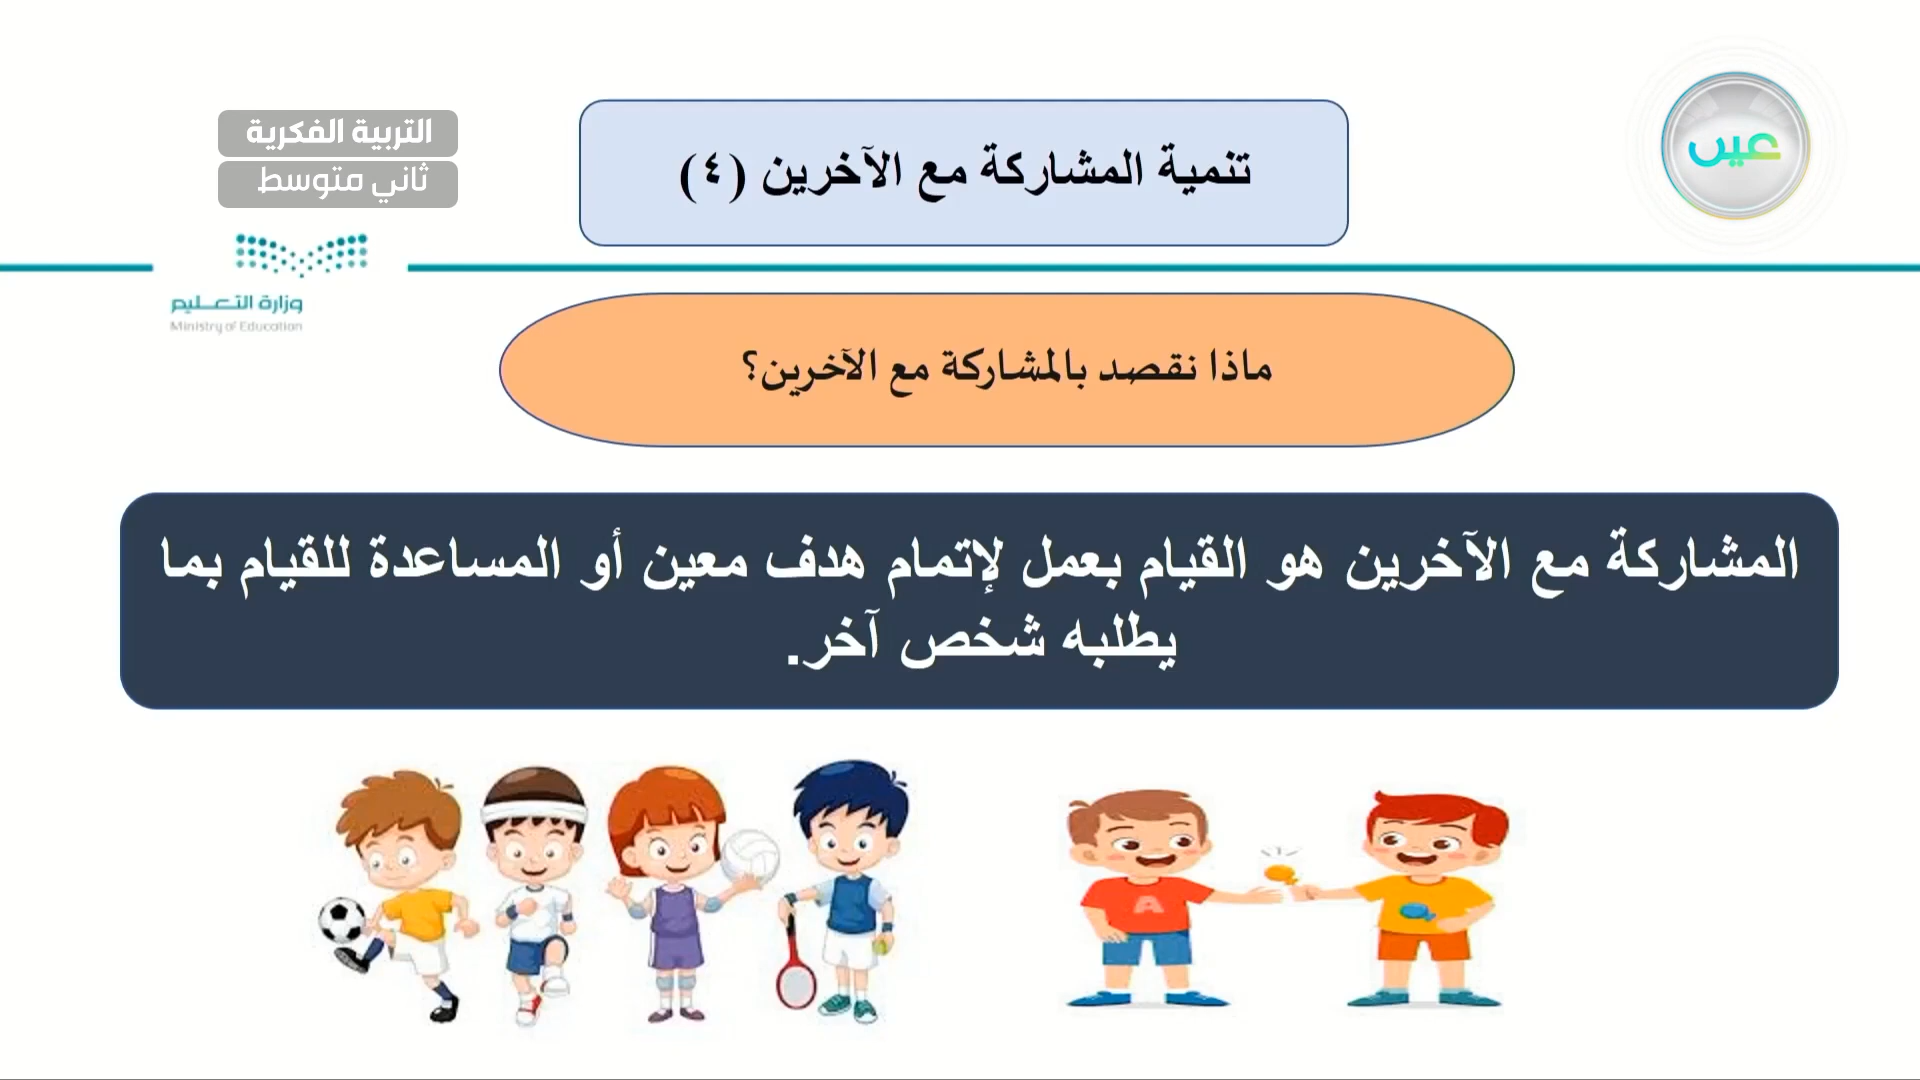 التربية الفكرية
ثاني متوسط
تنمية المشاركة مع الآخرين (٤)
عين
وزارة التعليم
Ministry of Education
ماذا نقصد بالمشاركة مع الآخرين؟
المشاركة مع الآخرين هو القيام بعمل لإتمام هدف معين أو المساعدة للقيام بما
يطلبه شخص آخر.
A